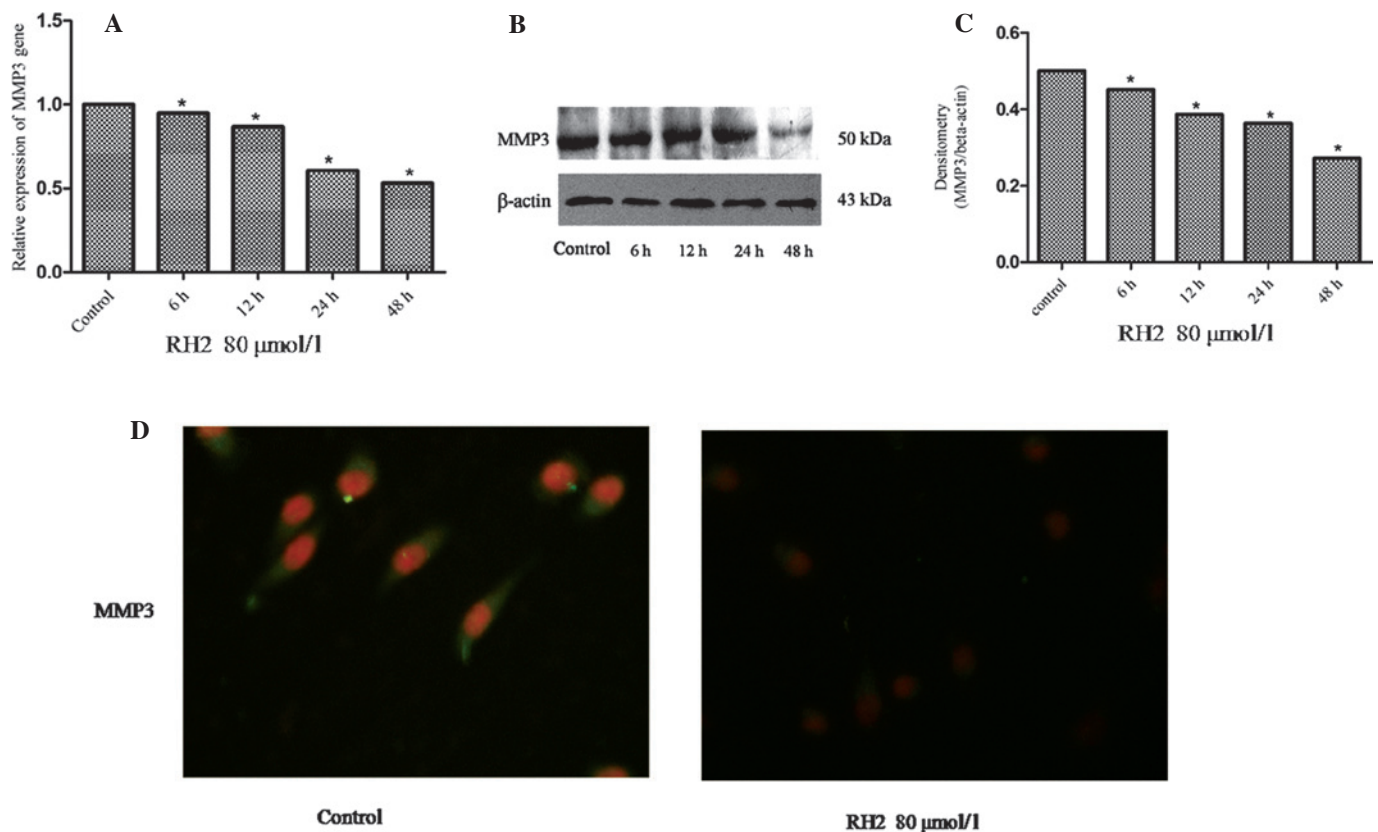 A
Relative expression of MMP3 gene
1.5
1.0
0.5
0.0
* * * *
Control 6 h 12 h 24 h 48 h
RH2 80 μmol/l
B
MMP3 50 kDa
β-actin 43 kDa
Control 6 h 12 h 24 h 48 h
C
Densitometry
(MMP3/beta-actin)
0.6
0.4
0.2
0.0
* * * *
control 6 h 12 h 24 h 48 h
RH2 80 μmol/l
D
MMP3
Control RH2 80 μmol/l